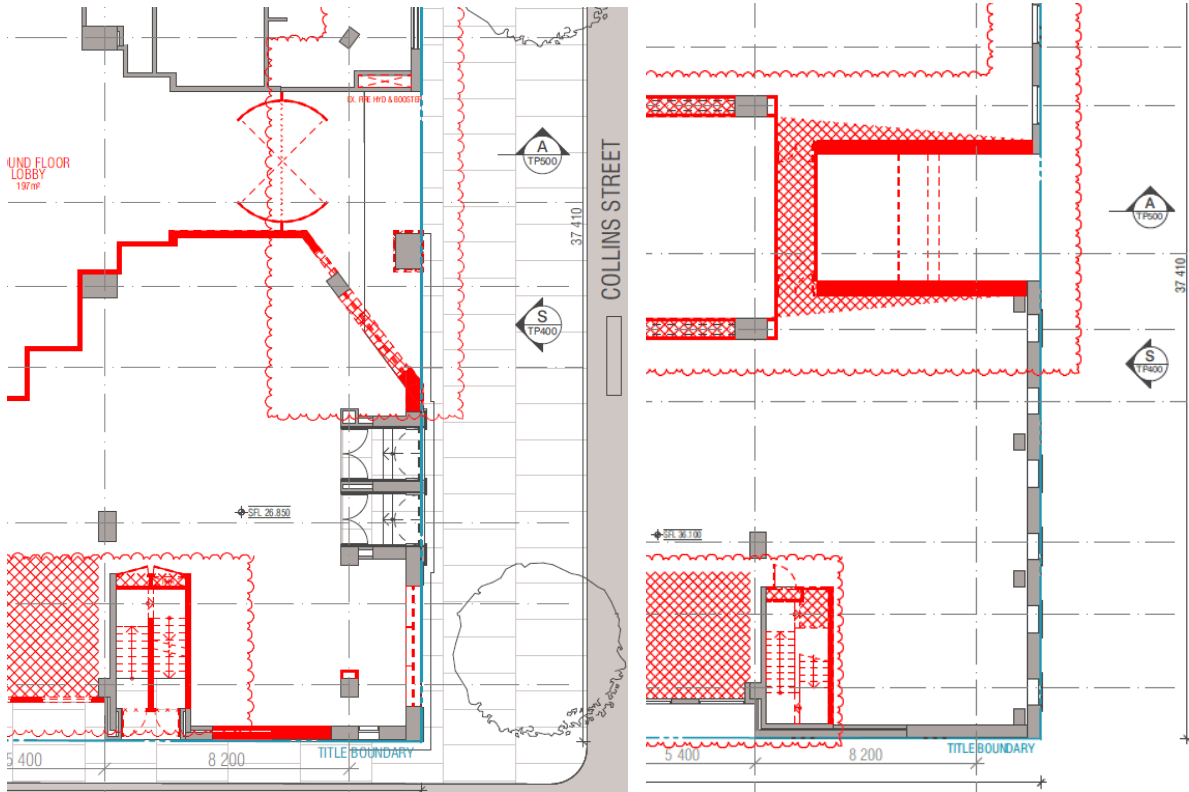 EX. FIRE HYD & BOOSTER
A
TP500
COLLINS STREET
UND FLOOR
LOBBY
197m²
37 410
S
TP400
SFL 26.850
TITLE BOUNDARY
5 400
8 200
A
TP500
37 410
S
TP400
SFL 36.100
TITLE BOUNDARY
5 400
8 200